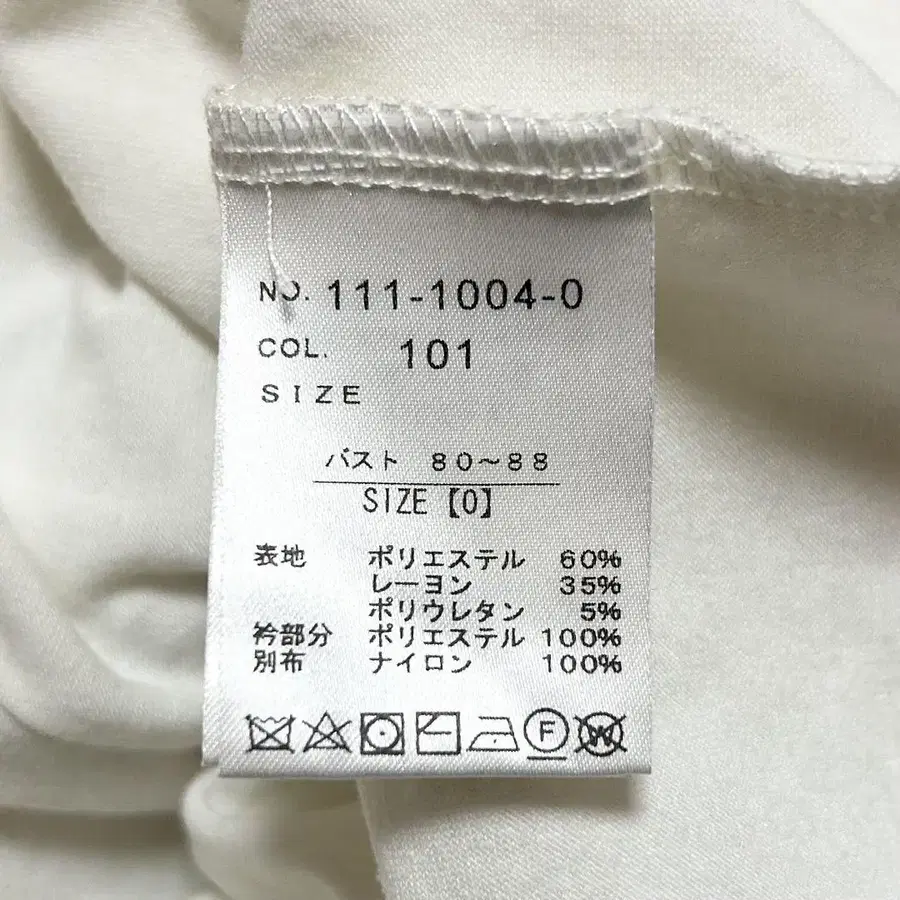 NO. 111-1004-0
COL. 101
SIZE
バスト 80～88
SIZE【0】
表地 ポリエステル 60%
レーヨン 35%
ポリウレタン 5%
衿部分 ポリエステル 100%
別布 ナイロン 100%
F W